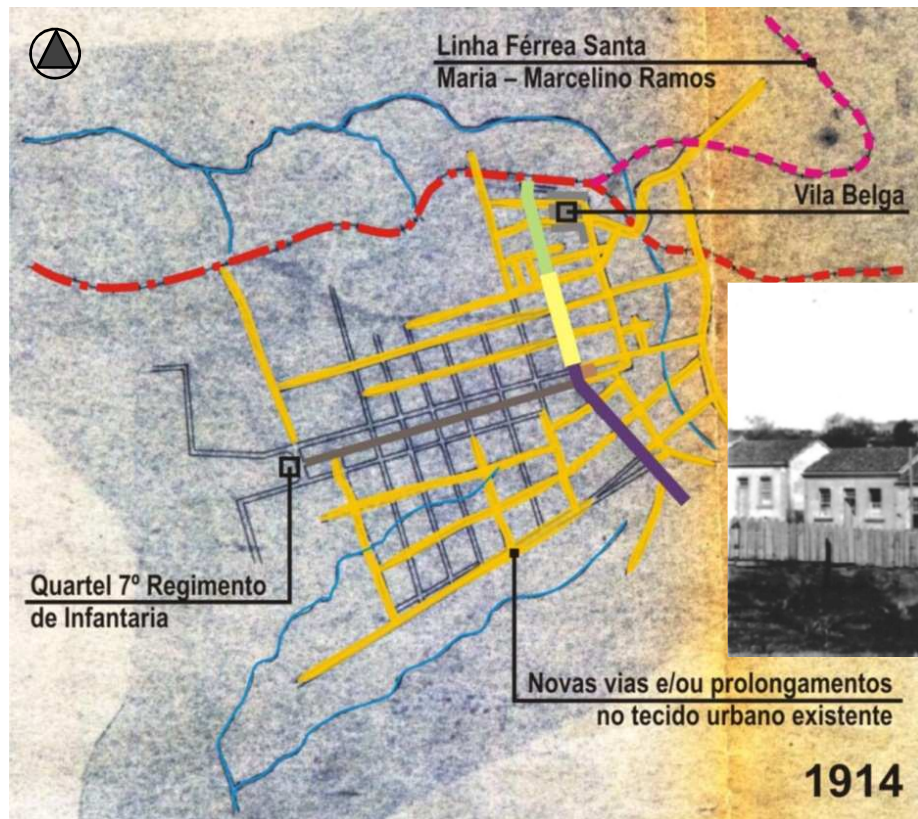 Linha Férrea Santa
Maria – Marcelino Ramos
Vila Belga
Quartel 7º Regimento
de Infantaria
Novas vias e/ou prolongamentos
no tecido urbano existente
1914